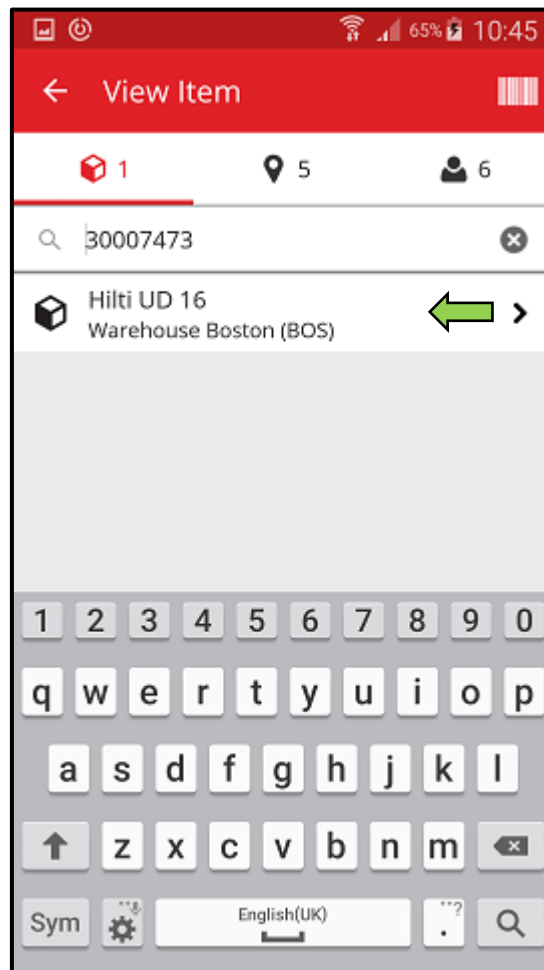 65% 10:45
View Item
1 5 6
30007473
Hilti UD 16
Warehouse Boston (BOS)
1 2 3 4 5 6 7 8 9 0
q w e r t y u i o p
a s d f g h j k l
z x c v b n m
Sym English(UK) . ?